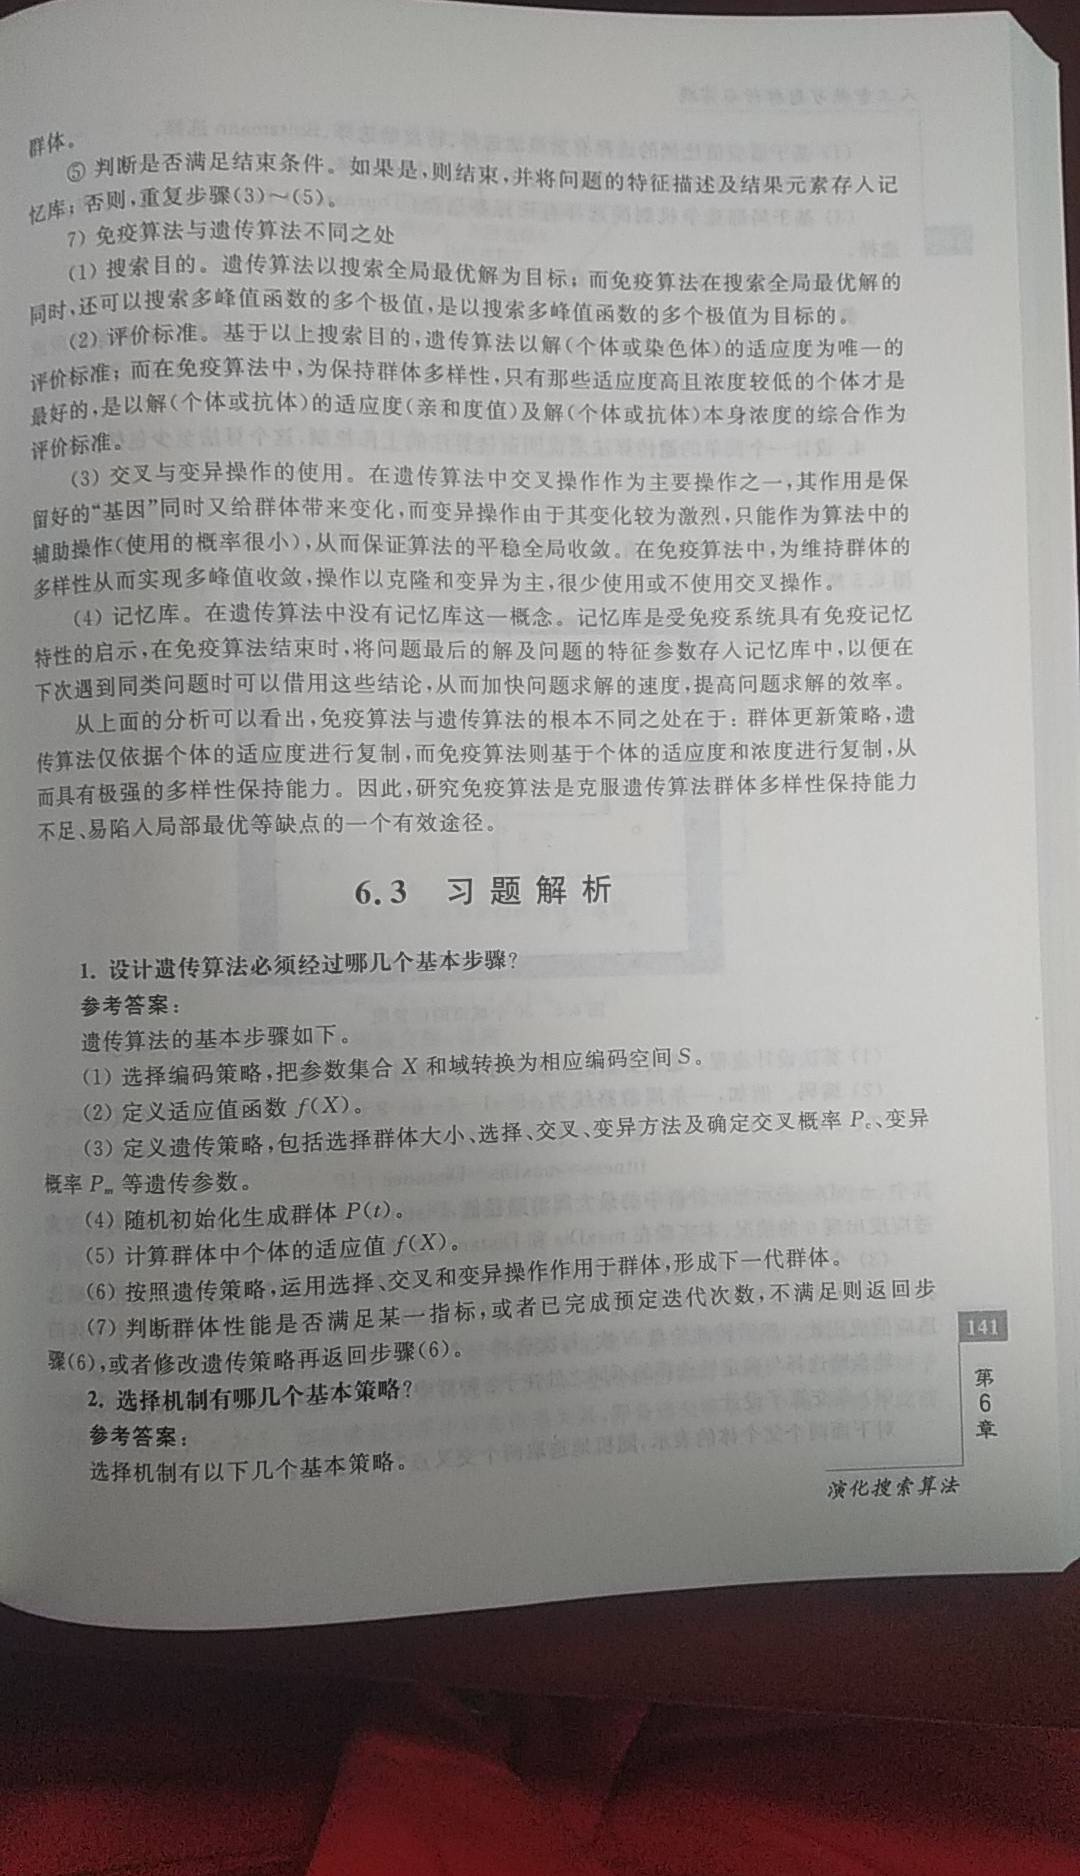 群体。
⑤ 判断是否满足结束条件。如果是,则结束,并将问题的特征描述及结果元素存入记
忆库；否则,重复步骤(3)～(5)。
7) 免疫算法与遗传算法不同之处
(1) 搜索目的。遗传算法以搜索全局最优解为目标；而免疫算法在搜索全局最优解的
同时,还可以搜索多峰值函数的多个极值,是以搜索多峰值函数的多个极值为目标的。
(2) 评价标准。基于以上搜索目的,遗传算法以解(个体或染色体)的适应度为唯一的
评价标准；而在免疫算法中,为保持群体多样性,只有那些适应度高且浓度较低的个体才是
最好的,是以解(个体或抗体)的适应度(亲和度值)及解(个体或抗体)本身浓度的综合作为
评价标准。
(3) 交叉与变异操作的使用。在遗传算法中交叉操作作为主要操作之一,其作用是保
留好的“基因”同时又给群体带来变化,而变异操作由于其变化较为激烈,只能作为算法中的
辅助操作(使用的概率很小),从而保证算法的平稳全局收敛。在免疫算法中,为维持群体的
多样性从而实现多峰值收敛,操作以克隆和变异为主,很少使用或不使用交叉操作。
(4) 记忆库。在遗传算法中没有记忆库这一概念。记忆库是受免疫系统具有免疫记忆
特性的启示,在免疫算法结束时,将问题最后的解及问题的特征参数存入记忆库中,以便在
下次遇到同类问题时可以借用这些结论,从而加快问题求解的速度,提高问题求解的效率。
从上面的分析可以看出,免疫算法与遗传算法的根本不同之处在于：群体更新策略,遗
传算法仅依据个体的适应度进行复制,而免疫算法则基于个体的适应度和浓度进行复制,从
而具有极强的多样性保持能力。因此,研究免疫算法是克服遗传算法群体多样性保持能力
不足、易陷入局部最优等缺点的一个有效途径。
6.3 习题解析
1. 设计遗传算法必须经过哪几个基本步骤?
参考答案：
遗传算法的基本步骤如下。
(1) 选择编码策略,把参数集合 X 和域转换为相应编码空间 S。
(2) 定义适应值函数 f(X)。
(3) 定义遗传策略,包括选择群体大小、选择、交叉、变异方法及确定交叉概率 Pc、变异
概率 Pm 等遗传参数。
(4) 随机初始化生成群体 P(t)。
(5) 计算群体中个体的适应值 f(X)。
(6) 按照遗传策略,运用选择、交叉和变异操作作用于群体,形成下一代群体。
(7) 判断群体性能是否满足某一指标,或者已完成预定迭代次数,不满足则返回步
骤(6),或者修改遗传策略再返回步骤(6)。
2. 选择机制有哪几个基本策略?
参考答案：
选择机制有以下几个基本策略。
141
第
6
章
演化搜索算法